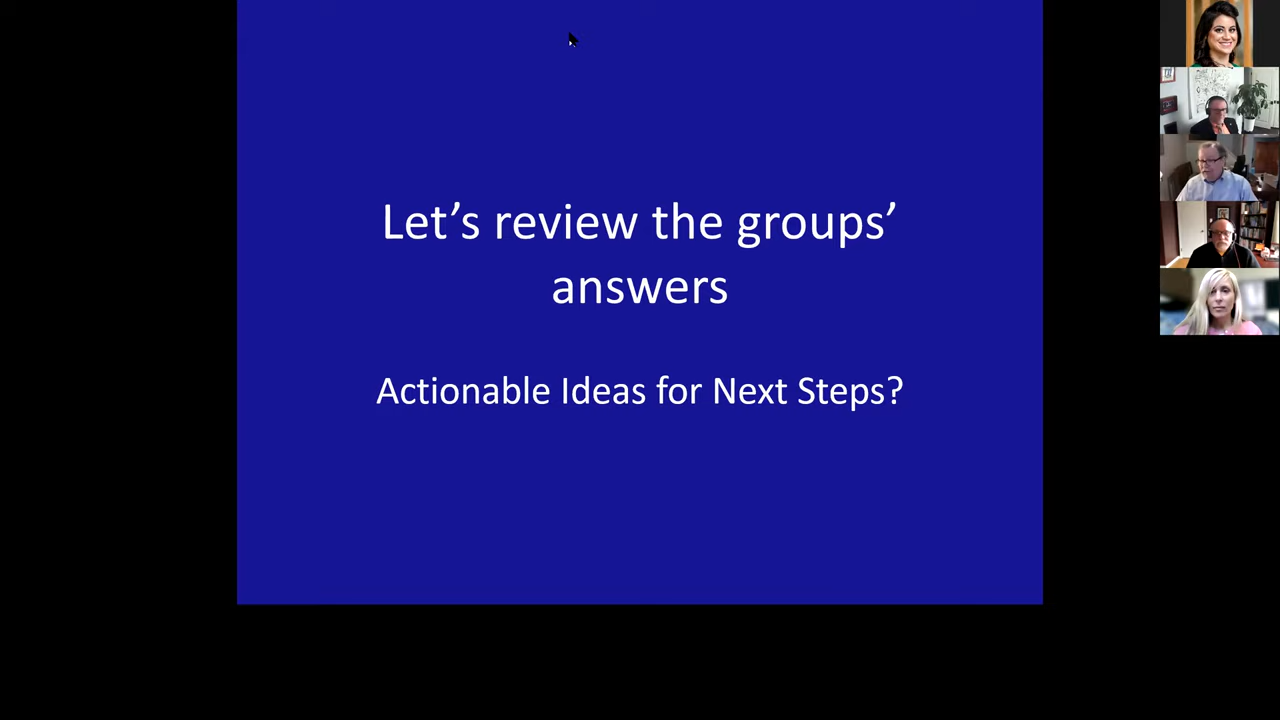 Let’s review the groups’
answers
Actionable Ideas for Next Steps?